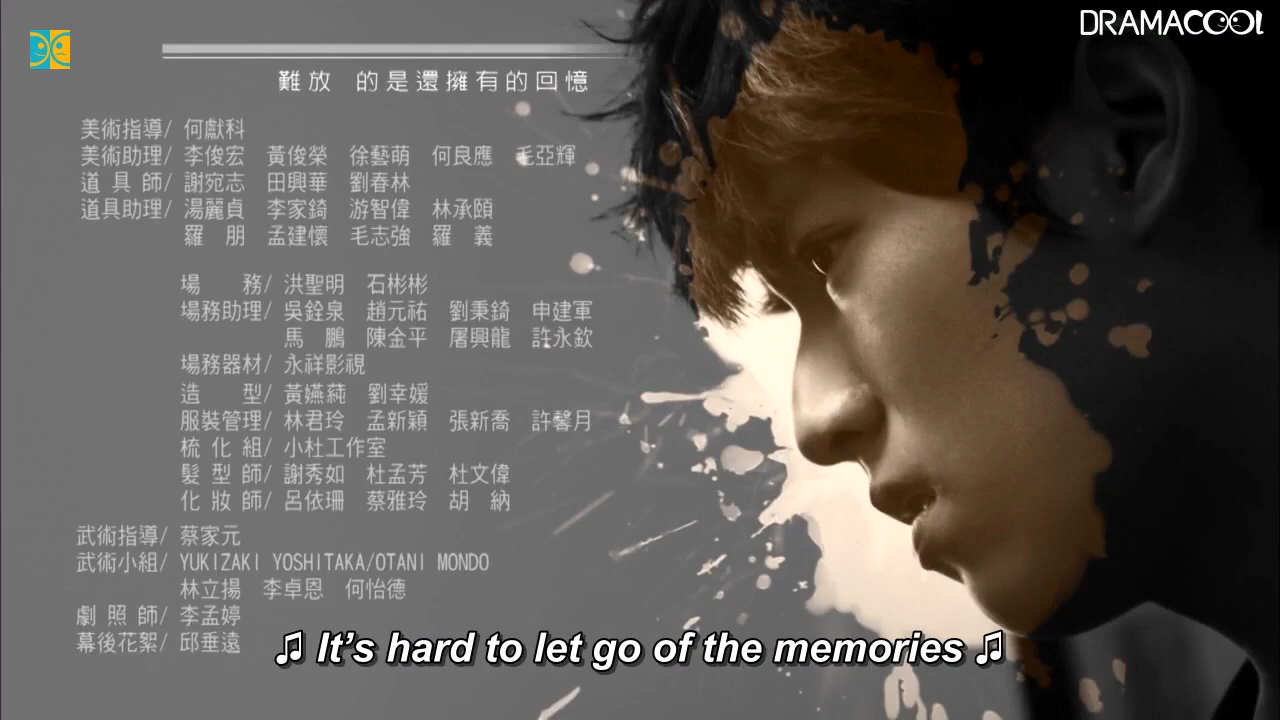 DRAMACOOL
難放 的是還擁有的回憶
美術指導/ 何獻科
美術助理/ 李俊宏 黃俊榮 徐藝萌 何良應 毛亞輝
道具師/ 謝宛志 田興華 劉春林
道具助理/ 湯麗貞 李家錡 游智偉 林承頤
羅 朋 孟建懷 毛志強 羅 義
場 務/ 洪聖明 石彬彬
場務助理/ 吳銓泉 趙元祐 劉秉錡 申建軍
馬 鵬 陳金平 屠興龍 許永欽
場務器材/ 永祥影視
造 型/ 黃嬿蒓 劉幸媛
服裝管理/ 林君玲 孟新穎 張新喬 許馨月
梳化組/ 小杜工作室
髮型師/ 謝秀如 杜孟芳 杜文偉
化妝師/ 呂依珊 蔡雅玲 胡 納
武術指導/ 蔡家元
武術小組/ YUKIZAKI YOSHITAKA/OTANI MONDO
林立揚 李卓恩 何怡德
劇照師/ 李孟婷
幕後花絮/ 邱垂遠
♫ It’s hard to let go of the memories ♫